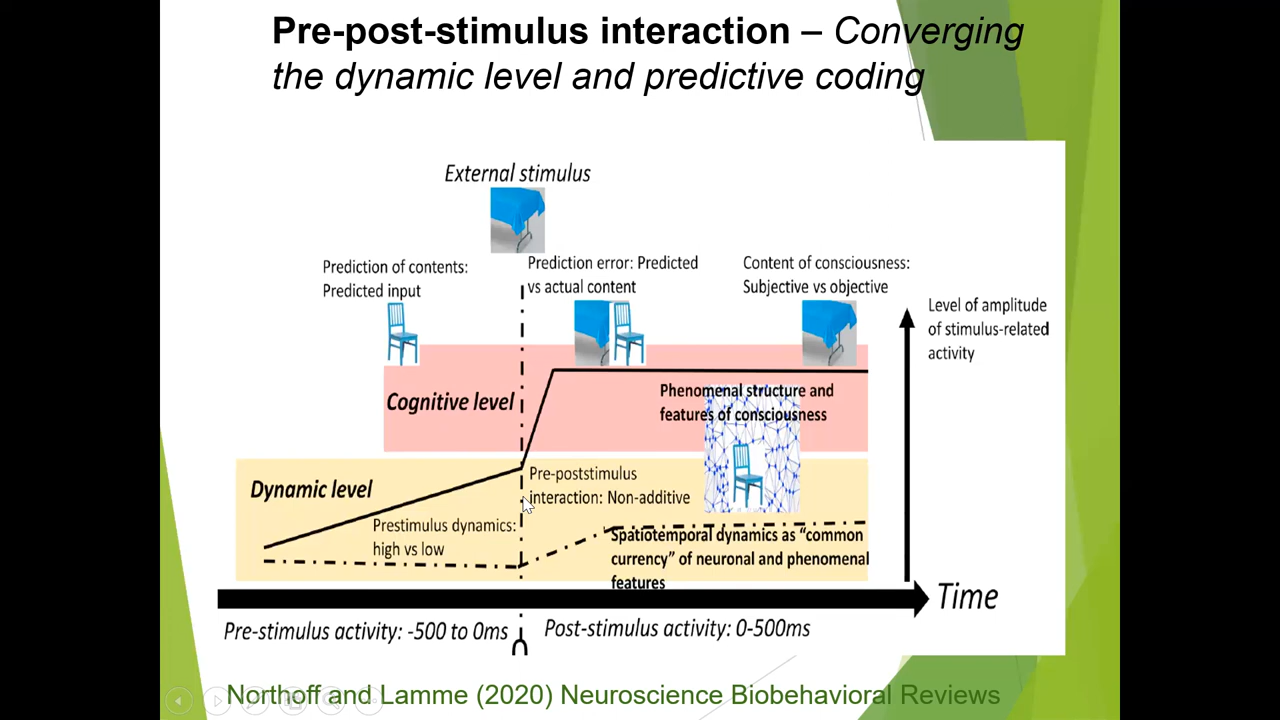 Pre-post-stimulus interaction – Converging
the dynamic level and predictive coding
External stimulus
Prediction of contents:
Predicted input
Prediction error: Predicted
vs actual content
Content of consciousness:
Subjective vs objective
Level of amplitude
of stimulus-related
activity
Cognitive level
Phenomenal structure and
features of consciousness
Dynamic level
Pre-poststimulus
interaction: Non-additive
Prestimulus dynamics:
high vs low
Spatiotemporal dynamics as “common
currency” of neuronal and phenomenal
features
Time
Pre-stimulus activity: -500 to 0ms
Post-stimulus activity: 0-500ms
Northoff and Lamme (2020) Neuroscience Biobehavioral Reviews